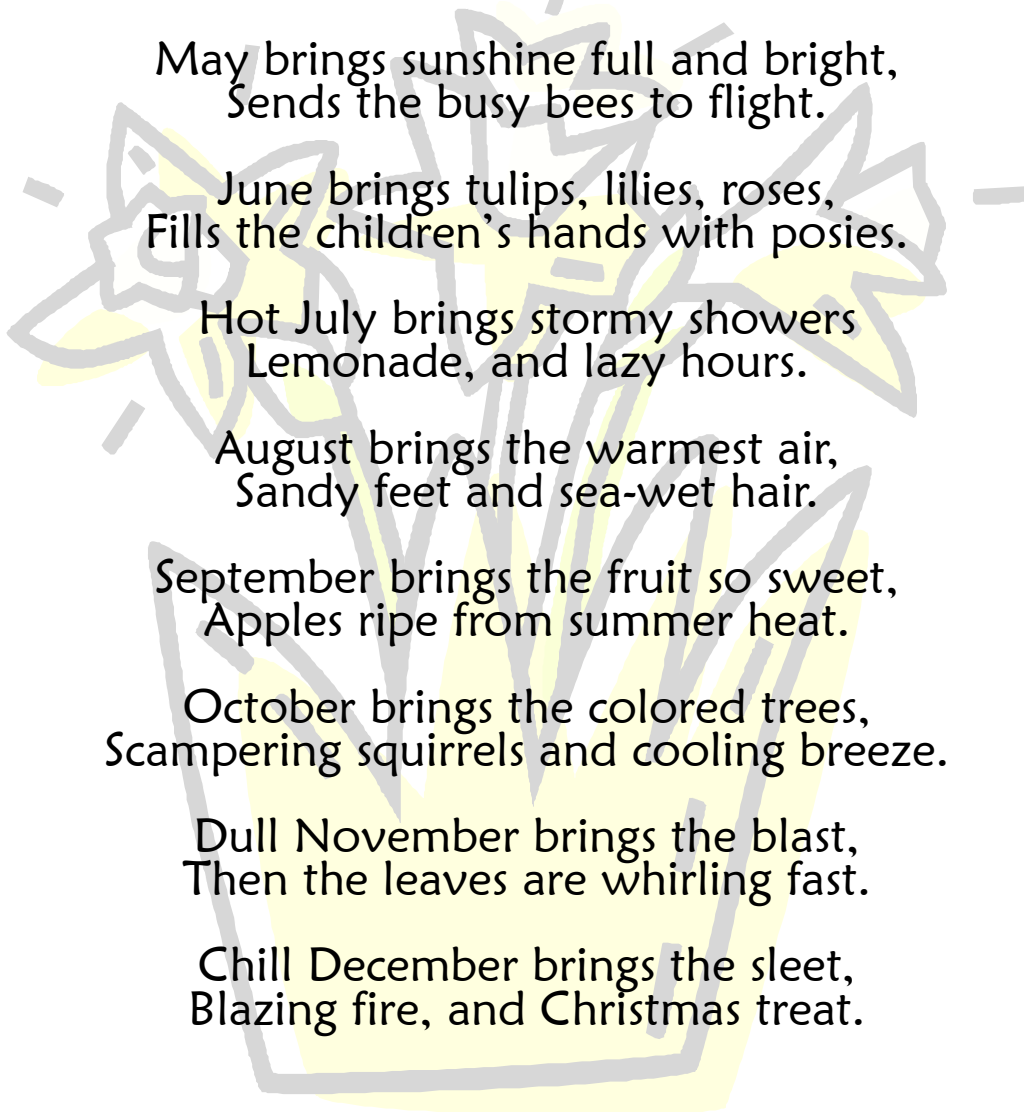 May brings sunshine full and bright,
Sends the busy bees to flight.
June brings tulips, lilies, roses,
Fills the children’s hands with posies.
Hot July brings stormy showers
Lemonade, and lazy hours.
August brings the warmest air,
Sandy feet and sea-wet hair.
September brings the fruit so sweet,
Apples ripe from summer heat.
October brings the colored trees,
Scampering squirrels and cooling breeze.
Dull November brings the blast,
Then the leaves are whirling fast.
Chill December brings the sleet,
Blazing fire, and Christmas treat.